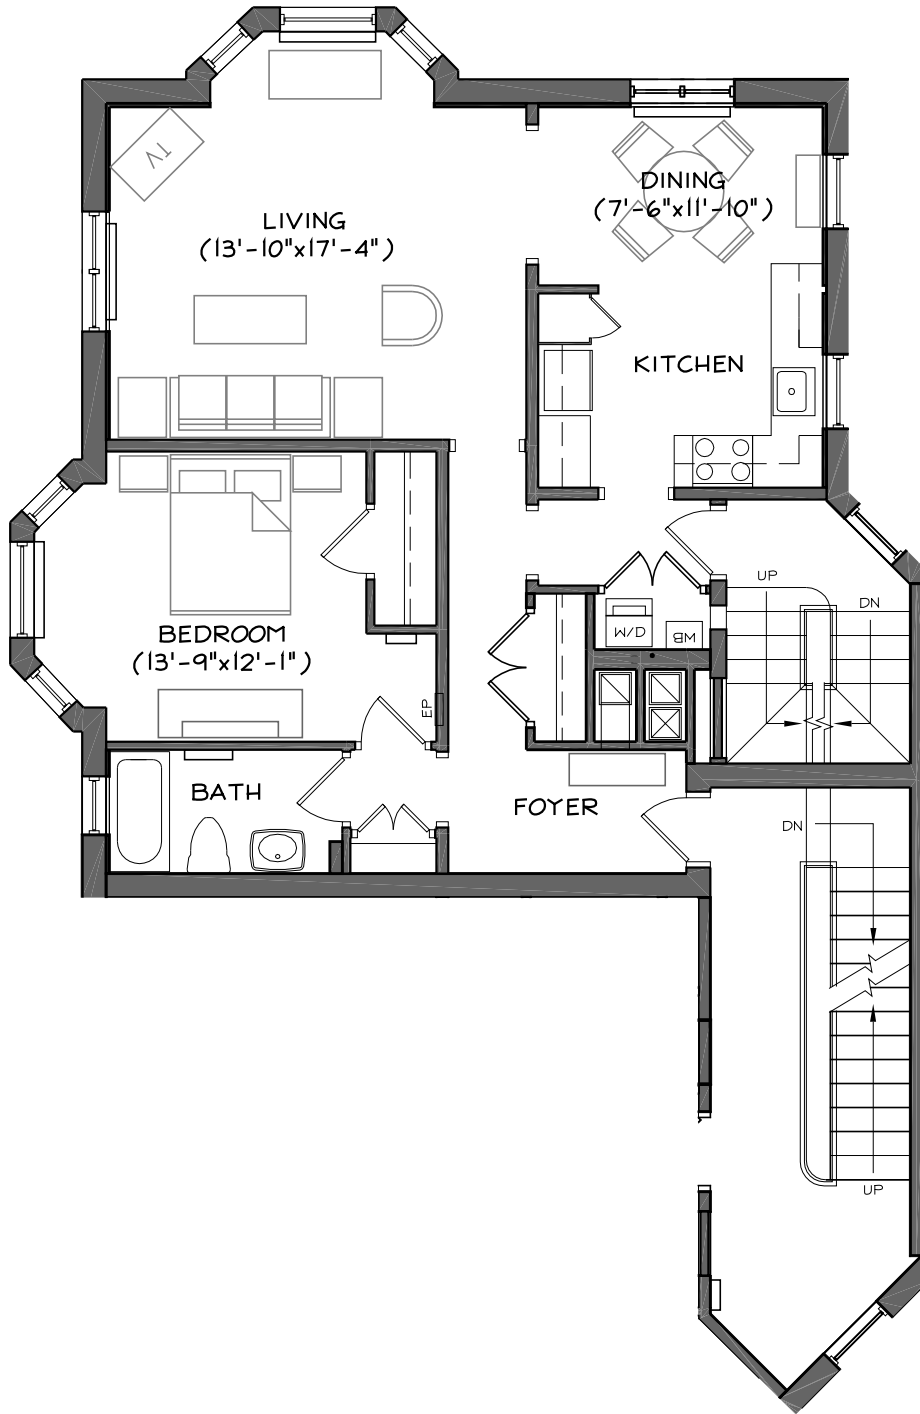 TV
LIVING
(13'-10"x17'-4")
DINING
(7'-6"x11'-10")
KITCHEN
UP
DN
BEDROOM
(13'-9"x12'-1")
W/D
MB
EP
BATH
FOYER
DN
UP